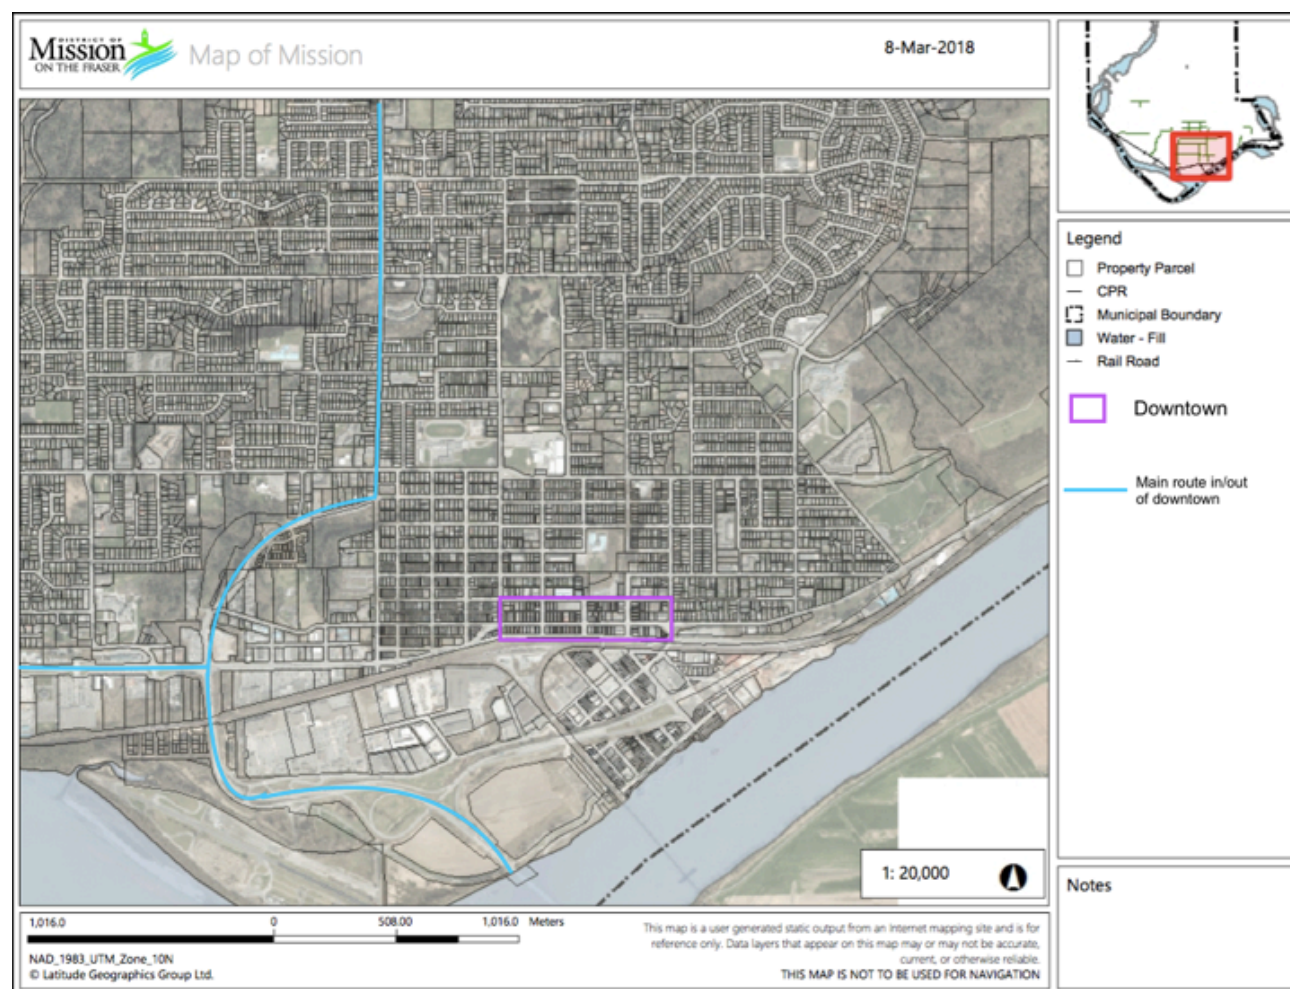 DISTRICT OF
Mission
ON THE FRASER
Map of Mission
8-Mar-2018
Legend
Property Parcel
CPR
Municipal Boundary
Water - Fill
Rail Road
Downtown
Main route in/out
of downtown
1: 20,000
Notes
1,016.0 0 508.00 1,016.0 Meters
NAD_1983_UTM_Zone_10N
© Latitude Geographics Group Ltd.
This map is a user generated static output from an Internet mapping site and is for
reference only. Data layers that appear on this map may or may not be accurate,
current, or otherwise reliable.
THIS MAP IS NOT TO BE USED FOR NAVIGATION